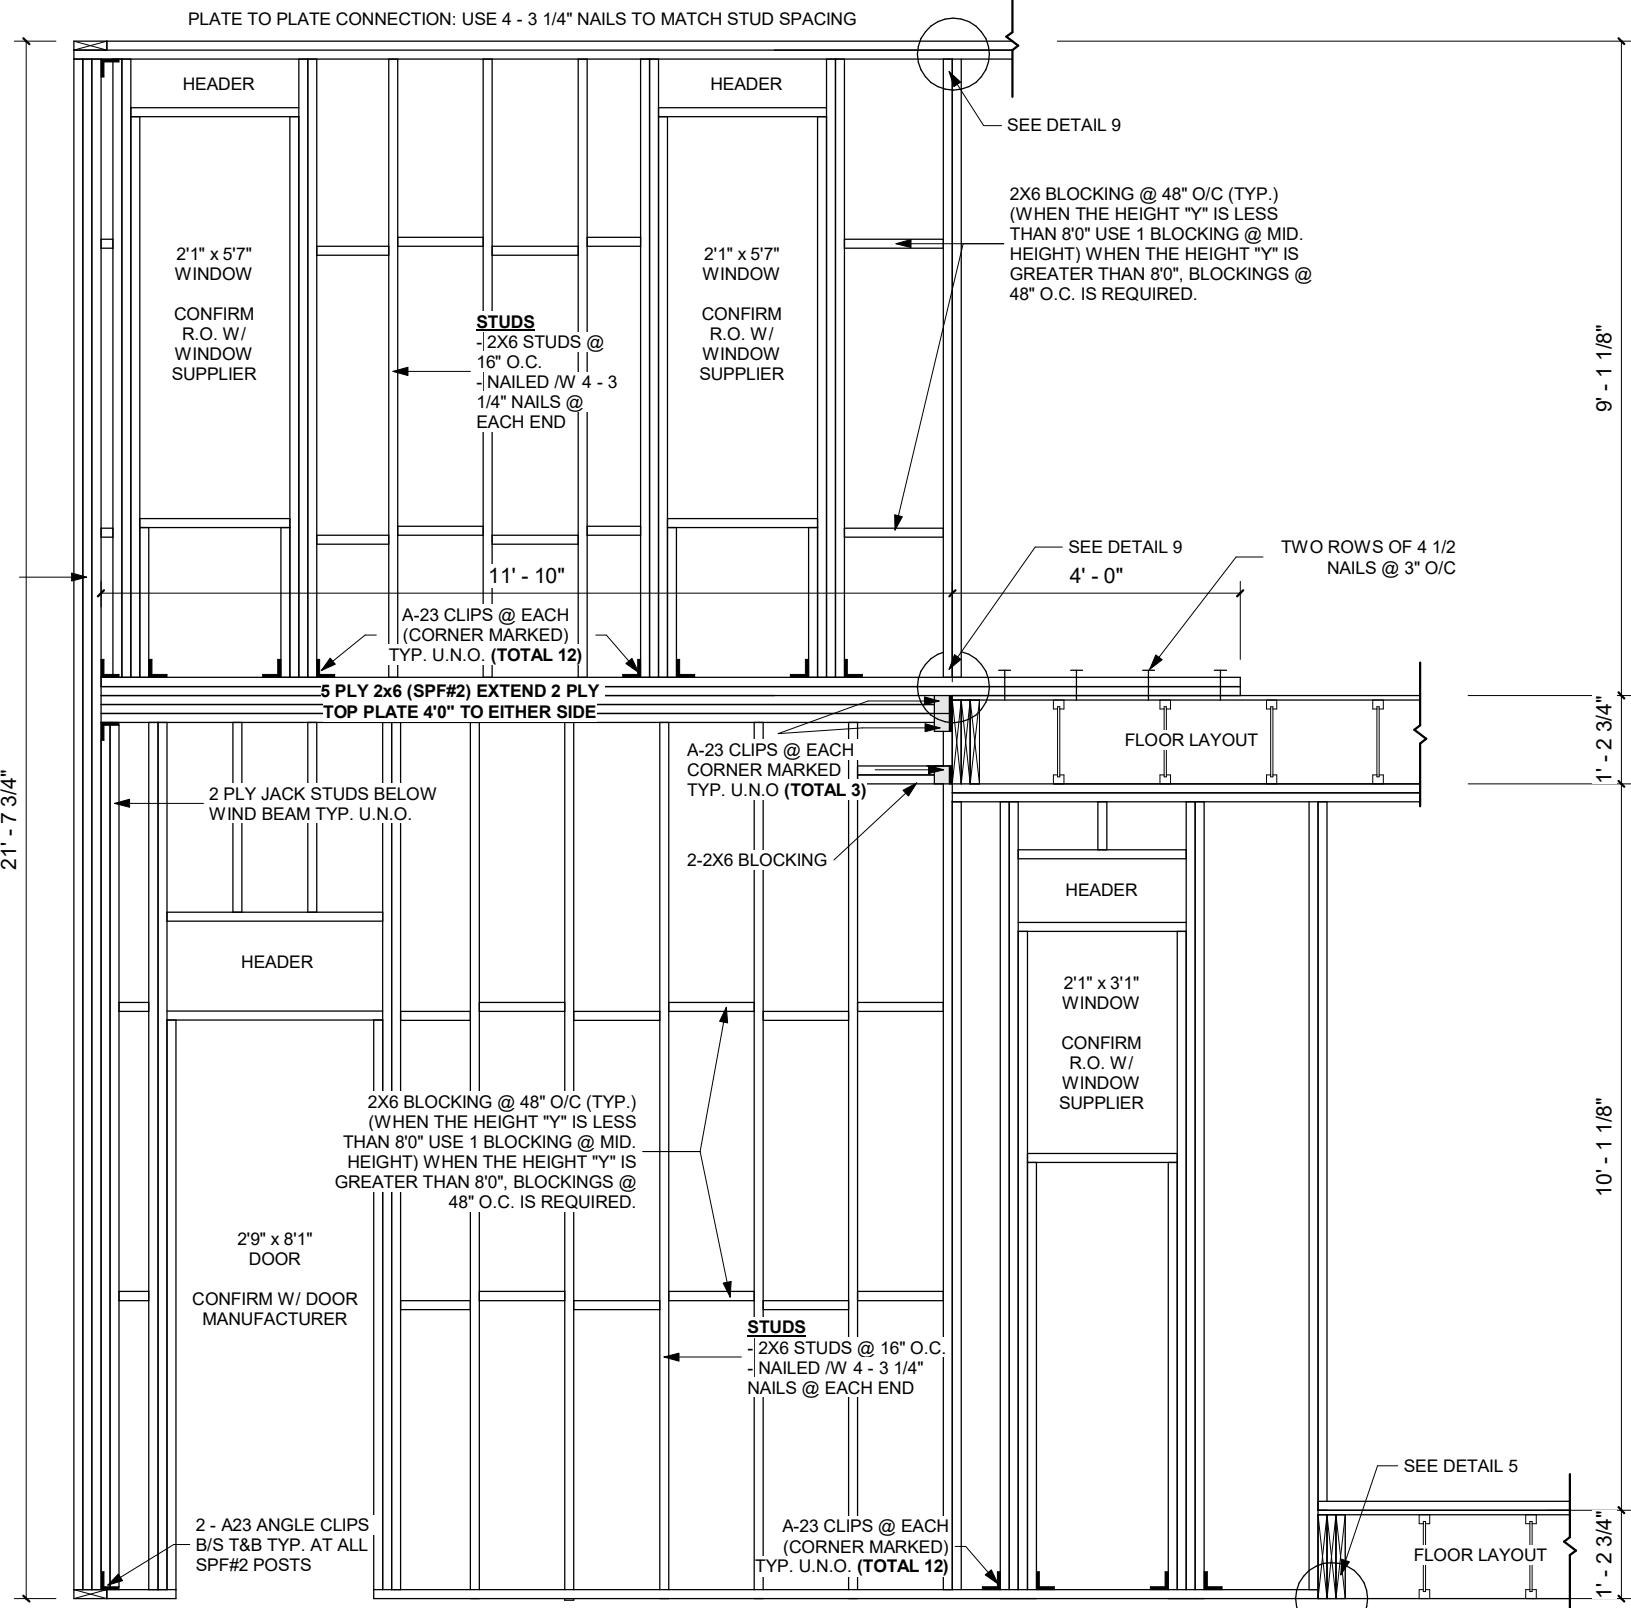 PLATE TO PLATE CONNECTION: USE 4 - 3 1/4" NAILS TO MATCH STUD SPACING
HEADER
HEADER
SEE DETAIL 9
2X6 BLOCKING @ 48" O/C (TYP.)
(WHEN THE HEIGHT "Y" IS LESS
THAN 8'0" USE 1 BLOCKING @ MID.
HEIGHT) WHEN THE HEIGHT "Y" IS
GREATER THAN 8'0", BLOCKINGS @
48" O.C. IS REQUIRED.
2'1" x 5'7"
WINDOW
CONFIRM
R.O. W/
WINDOW
SUPPLIER
STUDS
- 2X6 STUDS @
16" O.C.
- NAILED /W 4 - 3
1/4" NAILS @
EACH END
2'1" x 5'7"
WINDOW
CONFIRM
R.O. W/
WINDOW
SUPPLIER
9' - 1 1/8"
SEE DETAIL 9
TWO ROWS OF 4 1/2
NAILS @ 3" O/C
11' - 10"
4' - 0"
A-23 CLIPS @ EACH
(CORNER MARKED)
TYP. U.N.O. (TOTAL 12)
5 PLY 2x6 (SPF#2) EXTEND 2 PLY
TOP PLATE 4'0" TO EITHER SIDE
A-23 CLIPS @ EACH
CORNER MARKED
TYP. U.N.O (TOTAL 3)
FLOOR LAYOUT
1' - 2 3/4"
21' - 7 3/4"
2 PLY JACK STUDS BELOW
WIND BEAM TYP. U.N.O.
2-2X6 BLOCKING
HEADER
HEADER
2'1" x 3'1"
WINDOW
CONFIRM
R.O. W/
WINDOW
SUPPLIER
2X6 BLOCKING @ 48" O/C (TYP.)
(WHEN THE HEIGHT "Y" IS LESS
THAN 8'0" USE 1 BLOCKING @ MID.
HEIGHT) WHEN THE HEIGHT "Y" IS
GREATER THAN 8'0", BLOCKINGS @
48" O.C. IS REQUIRED.
10' - 1 1/8"
2'9" x 8'1"
DOOR
CONFIRM W/ DOOR
MANUFACTURER
STUDS
- 2X6 STUDS @ 16" O.C.
- NAILED /W 4 - 3 1/4"
NAILS @ EACH END
SEE DETAIL 5
2 - A23 ANGLE CLIPS
B/S T&B TYP. AT ALL
SPF#2 POSTS
A-23 CLIPS @ EACH
(CORNER MARKED)
TYP. U.N.O. (TOTAL 12)
FLOOR LAYOUT
1' - 2 3/4"